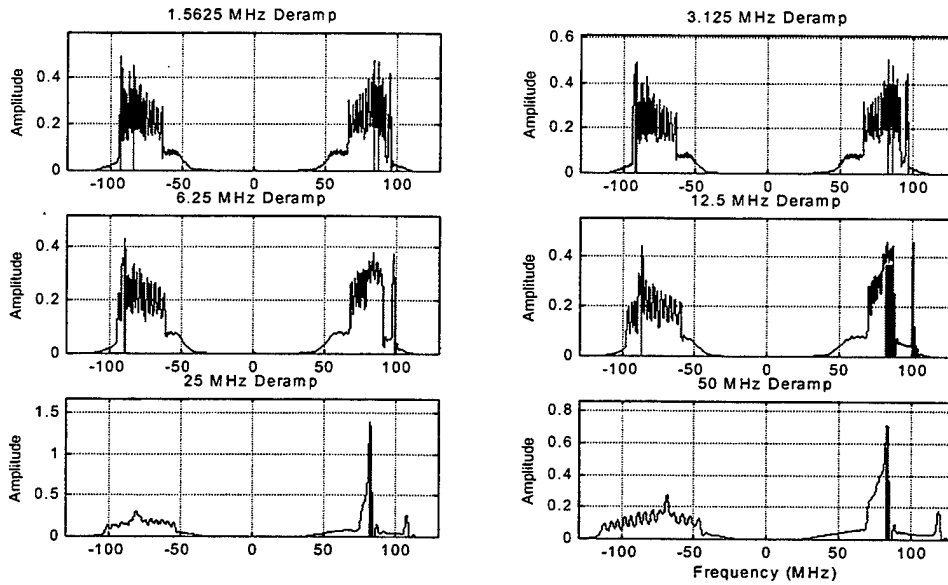 1.5625 MHz Deramp
Amplitude
0.4
0.2
0
-100 -50 0 50 100
3.125 MHz Deramp
Amplitude
0.6
0.4
0.2
0
-100 -50 0 50 100
6.25 MHz Deramp
Amplitude
0.4
0.2
0
-100 -50 0 50 100
12.5 MHz Deramp
Amplitude
0.4
0.2
0
-100 -50 0 50 100
25 MHz Deramp
Amplitude
1.5
1
0.5
0
-100 -50 0 50 100
50 MHz Deramp
Amplitude
0.8
0.6
0.4
0.2
0
-100 -50 0 50 100
Frequency (MHz)